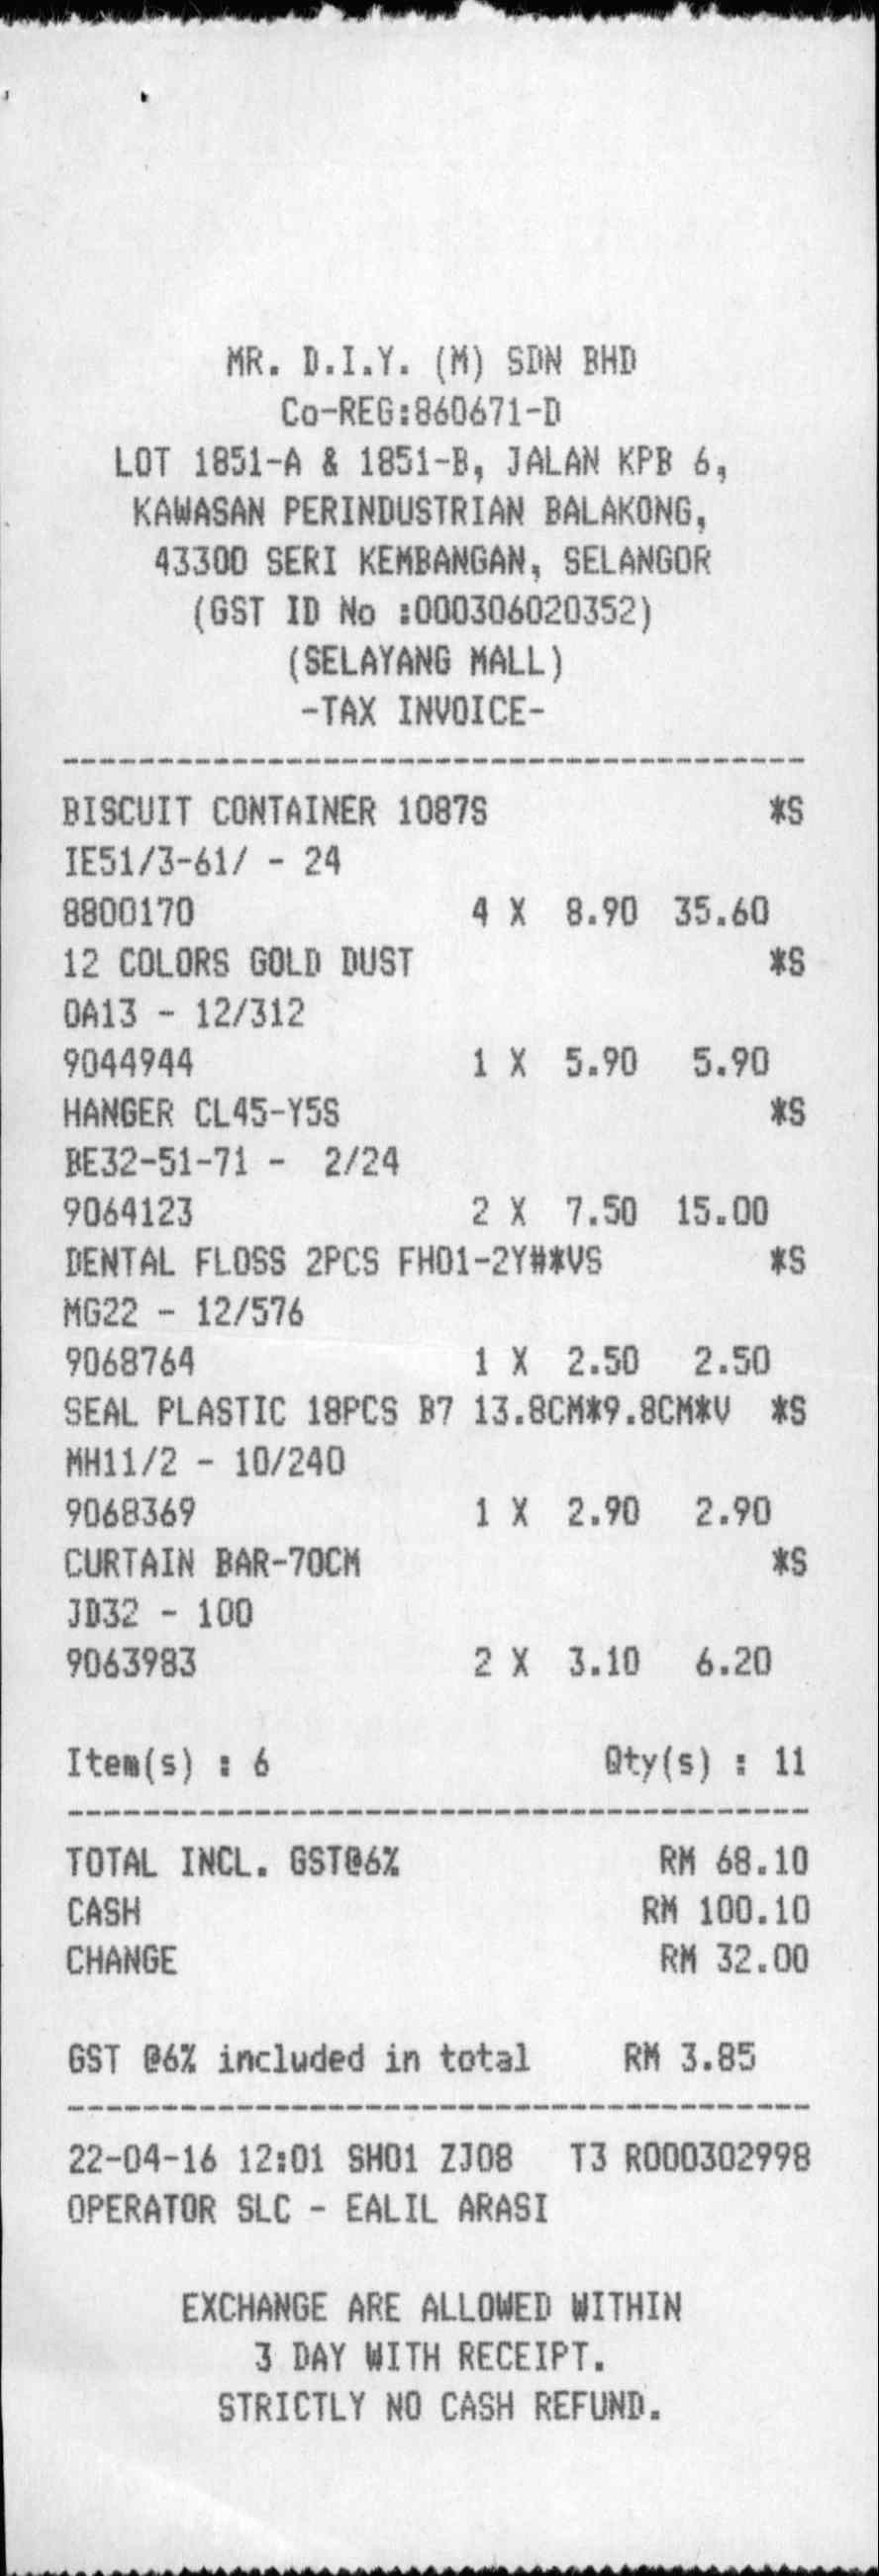 MR. D.I.Y. (M) SDN BHD
Co-REG:860671-D
LOT 1851-A & 1851-B, JALAN KPB 6,
KAWASAN PERINDUSTRIAN BALAKONG,
43300 SERI KEMBANGAN, SELANGOR
(GST ID No :000306020352)
(SELAYANG MALL)
-TAX INVOICE-
BISCUIT CONTAINER 1087S *S
IE51/3-61/ - 24
8800170 4 X 8.90 35.60
12 COLORS GOLD DUST *S
OA13 - 12/312
9044944 1 X 5.90 5.90
HANGER CL45-Y5S *S
BE32-51-71 - 2/24
9064123 2 X 7.50 15.00
DENTAL FLOSS 2PCS FH01-2Y#*VS *S
MG22 - 12/576
9068764 1 X 2.50 2.50
SEAL PLASTIC 18PCS B7 13.8CM*9.8CM*V *S
MH11/2 - 10/240
9068369 1 X 2.90 2.90
CURTAIN BAR-70CM *S
JD32 - 100
9063983 2 X 3.10 6.20
Item(s) : 6 Qty(s) : 11
TOTAL INCL. GST@6% RM 68.10
CASH RM 100.10
CHANGE RM 32.00
GST @6% included in total RM 3.85
22-04-16 12:01 SH01 ZJ08 T3 R000302998
OPERATOR SLC - EALIL ARASI
EXCHANGE ARE ALLOWED WITHIN
3 DAY WITH RECEIPT.
STRICTLY NO CASH REFUND.